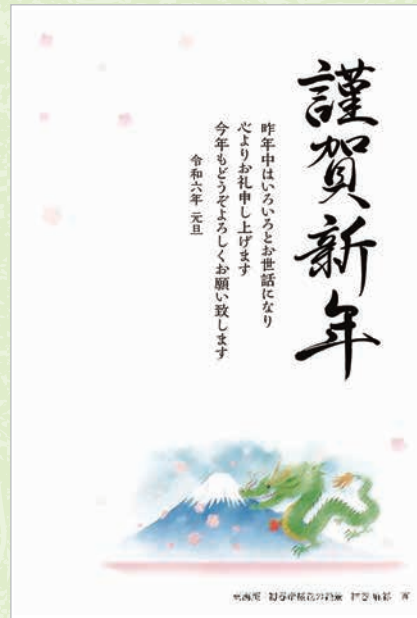 謹賀新年
昨年中はいろいろとお世話になり
心よりお礼申し上げます
今年もどうぞよろしくお願い致します
令和六年 元旦